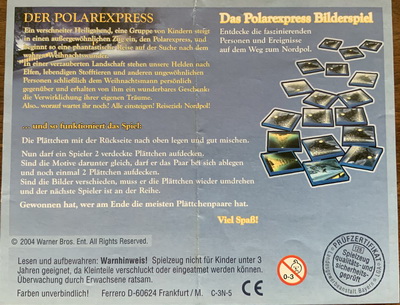 DER POLAREXPRESS
Ein verschneiter Heiligabend, eine Gruppe von Kindern steigt
in einen außergewöhnlichen Zug ein, den Polarexpress, und
beginnt so eine phantastische Reise auf der Suche nach dem
wahren Weihnachtsmann.
In einer verzauberten Landschaft stehen unsere Helden nach
Elfen, lebendigen Stofftieren und anderen ungewöhnlichen
Personen schließlich dem Weihnachtsmann persönlich
gegenüber und erhalten von ihm ein wunderbares Geschenk:
die Verwirklichung ihrer eigenen Träume.
Also, worauf wartet ihr noch? Alle einsteigen! Reiseziel Nordpol!
... und so funktioniert das Spiel:
Die Plättchen mit der Rückseite nach oben legen und gut mischen.
Nun darf ein Spieler 2 verdeckte Plättchen aufdecken.
Sind die Motive darunter gleich, darf er das Paar bei sich ablegen
und noch einmal 2 Plättchen aufdecken.
Sind die Bilder verschieden, muss er die Plättchen wieder umdrehen
und der nächste Spieler ist an der Reihe.
Gewonnen hat, wer am Ende die meisten Plättchenpaare hat.
Viel Spaß!
Das Polarexpress Bilderspiel
Entdecke die faszinierenden
Personen und Ereignisse
auf dem Weg zum Nordpol.
© 2004 Warner Bros. Ent. All Rights Reserved.
Lesen und aufbewahren: Warnhinweis! Spielzeug nicht für Kinder unter 3
Jahren geeignet, da Kleinteile verschluckt oder eingeatmet werden können.
Überwachung durch Erwachsene ratsam.
Farben unverbindlich! Ferrero D-60624 Frankfurt / M. C-3N-5
0-3
CE
PRÜFZERTIFIKAT
Spielzeug
qualitäts- und
sicherheits-
geprüft